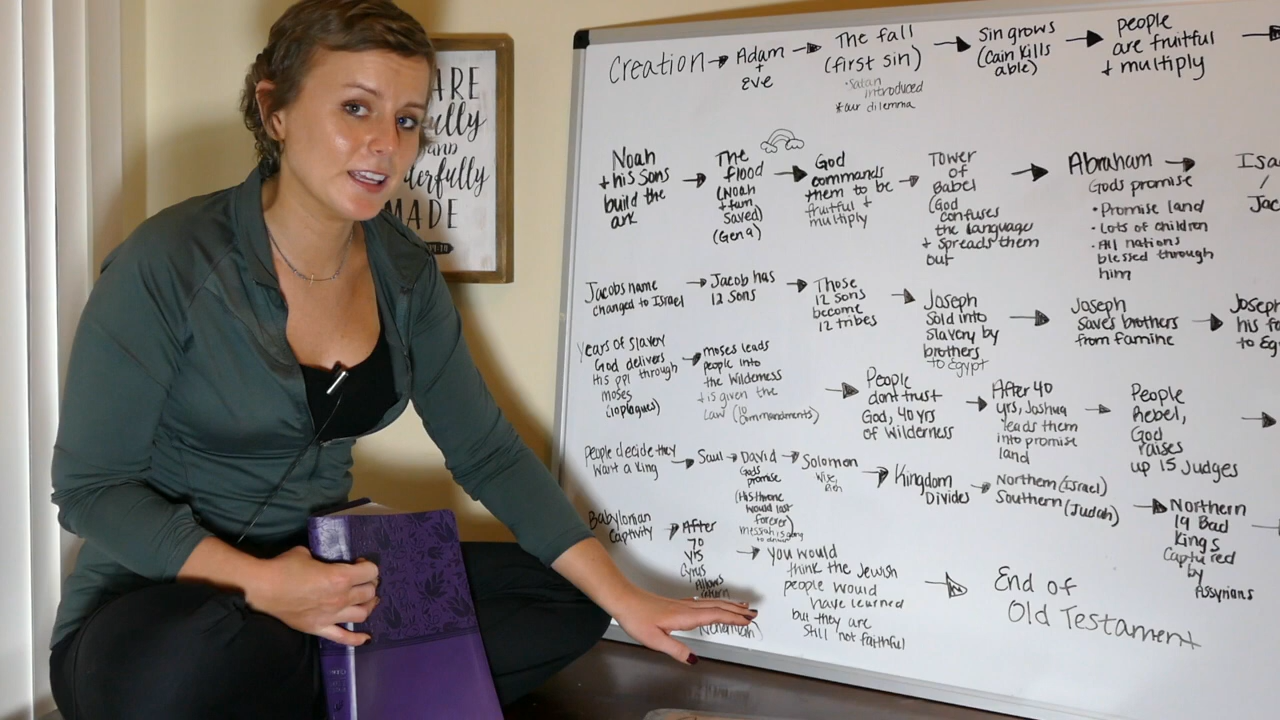 ARE
fully
AND
derfully
MADE
Creation
Adam
+
Eve
The fall
(first sin)
•Satan
introduced
*our dilemma
Sin grows
(Cain kills
able)
people
are fruitful
+ multiply
Noah
+ his Sons
build the
ark
The
flood
(Noah
+ fam
Saved)
(Gen 9)
God
commands
them to be
fruitful +
multiply
Tower
of
Babel
(God
confuses
the language
+ spreads them
out
Abraham
Gods promise
• Promise land
• Lots of children
• All nations
blessed through
him
Isa
/
Jac
Jacobs name
changed to Israel
Jacob has
12 sons
Those
12 sons
become
12 tribes
Joseph
sold into
slavery by
brothers
to Egypt
Joseph
saves brothers
from famine
Joseph
his fa
to Eg
years of slavery
God delivers
His ppl through
moses
(10plagues)
moses leads
people into
the wilderness
+ is given the
Law (10 commandments)
People
dont trust
God, 40 yrs
of Wilderness
After 40
yrs, Joshua
leads them
into promise
land
People
Rebel,
God
raises
up 15 Judges
people decide they
want a king
Saul
David
Gods
promise
(His throne
would last
forever)
Solomon
Wise,
Rich
Kingdom
Divides
Northern (Israel)
Southern (Judah)
Northern
19 Bad
Kings
Captured
by
Assyrians
Babylonian
Captivity
After
70
yrs
Cyrus
Allows
return
Nehemiah)
you would
think the Jewish
people would
have learned
but they are
still not faithful
End of
Old Testament